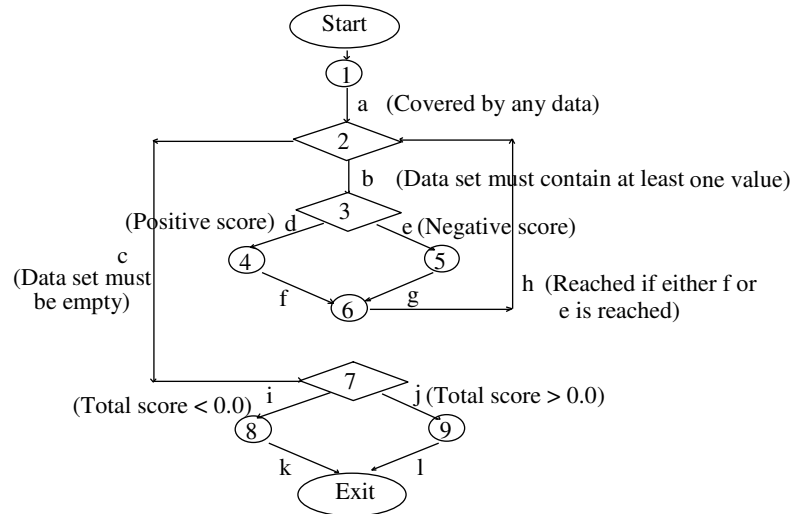 Start
1
a (Covered by any data)
2
b (Data set must contain at least one value)
3
(Positive score) d
e (Negative score)
c
(Data set must
be empty)
4
5
f
g
6
h (Reached if either f or
e is reached)
7
i
j (Total score > 0.0)
(Total score < 0.0)
8
9
k
l
Exit